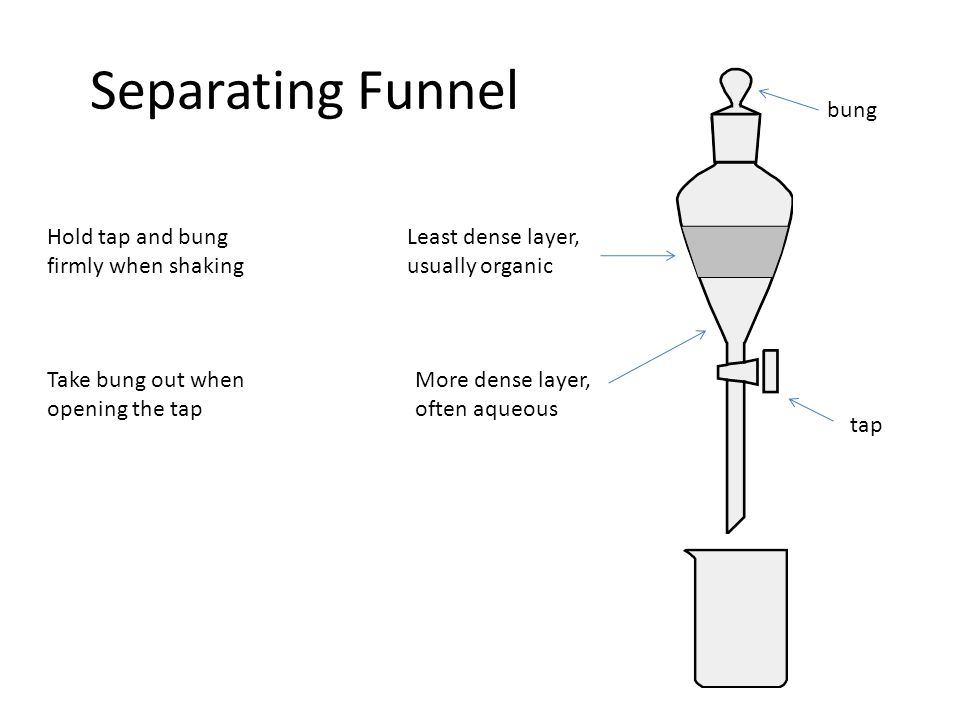 Separating Funnel
bung
Hold tap and bung
firmly when shaking
Least dense layer,
usually organic
Take bung out when
opening the tap
More dense layer,
often aqueous
tap